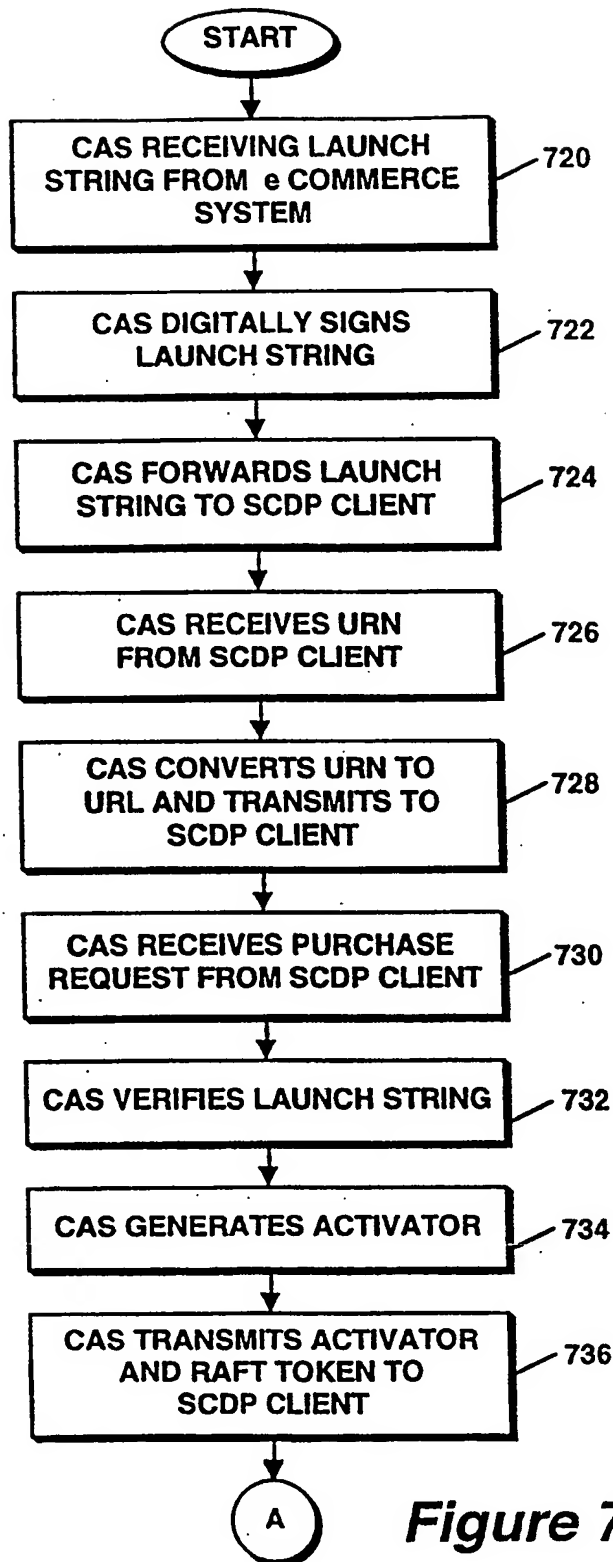 START
CAS RECEIVING LAUNCH
STRING FROM e COMMERCE
SYSTEM
720
CAS DIGITALLY SIGNS
LAUNCH STRING
722
CAS FORWARDS LAUNCH
STRING TO SCDP CLIENT
724
CAS RECEIVES URN
FROM SCDP CLIENT
726
CAS CONVERTS URN TO
URL AND TRANSMITS TO
SCDP CLIENT
728
CAS RECEIVES PURCHASE
REQUEST FROM SCDP CLIENT
730
CAS VERIFIES LAUNCH STRING
732
CAS GENERATES ACTIVATOR
734
CAS TRANSMITS ACTIVATOR
AND RAFT TOKEN TO
SCDP CLIENT
736
A